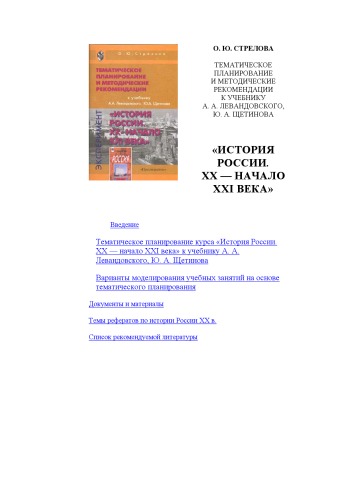 О. Ю. Стрелова
ТЕМАТИЧЕСКОЕ
ПЛАНИРОВАНИЕ
И МЕТОДИЧЕСКИЕ
РЕКОМЕНДАЦИИ
к учебнику
А.А. Левандовского, Ю.А. Щетинова
«ИСТОРИЯ
РОССИИ.
XX — НАЧАЛО
XXI ВЕКА»
ЭКСПЕРИМЕНТ
РОССИЯ
О. Ю. СТРЕЛОВА
ТЕМАТИЧЕСКОЕ
ПЛАНИРОВАНИЕ
И МЕТОДИЧЕСКИЕ
РЕКОМЕНДАЦИИ
К УЧЕБНИКУ
А. А. ЛЕВАНДОВСКОГО,
Ю. А. ЩЕТИНОВА
«ИСТОРИЯ
РОССИИ.
XX — НАЧАЛО
XXI ВЕКА»
Введение
Тематическое планирование курса «История России.
XX — начало XXI века» к учебнику А. А.
Левандовского, Ю. А. Щетинова
Варианты моделирования учебных занятий на основе
тематического планирования
Документы и материалы
Темы рефератов по истории России XX в.
Список рекомендуемой литературы